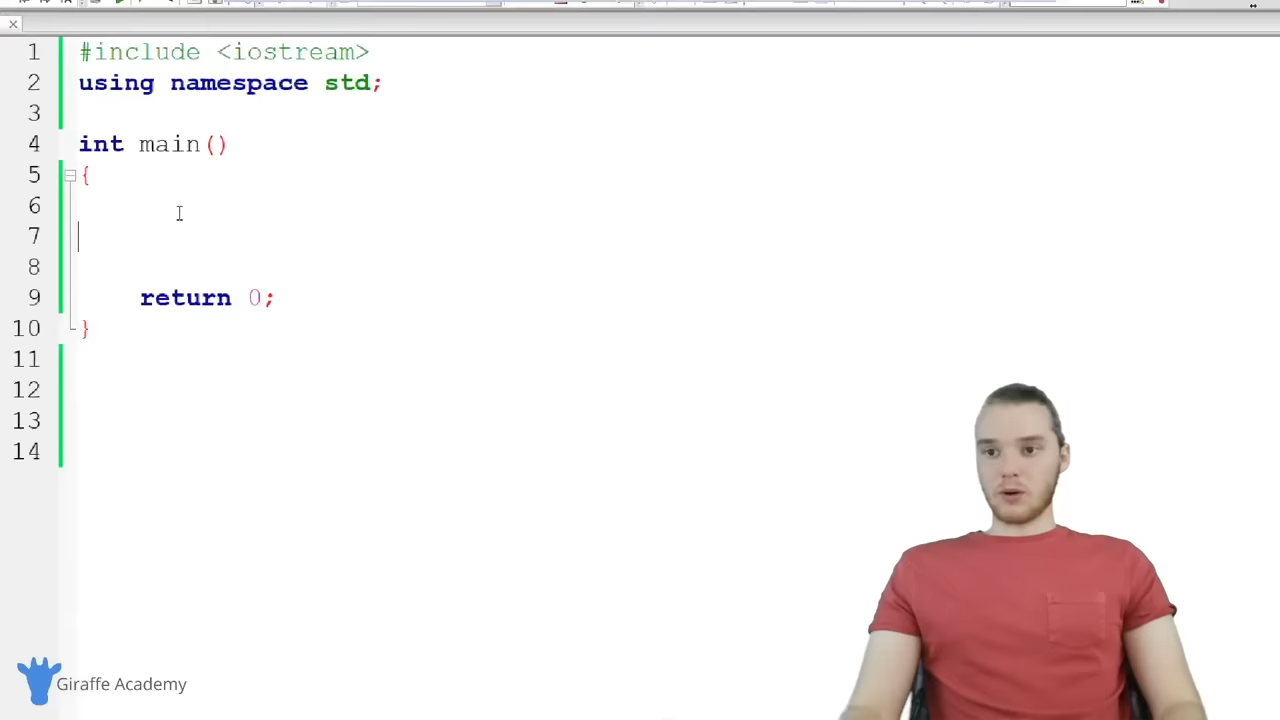 1 #include <iostream>
2 using namespace std;
3
4 int main()
5 {
6
7
8
9 return 0;
10 }
11
12
13
14
Giraffe Academy